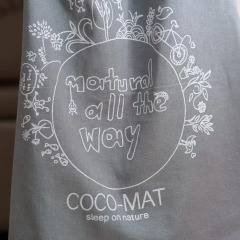 natural
all the
way
COCO-MAT
sleep on nature